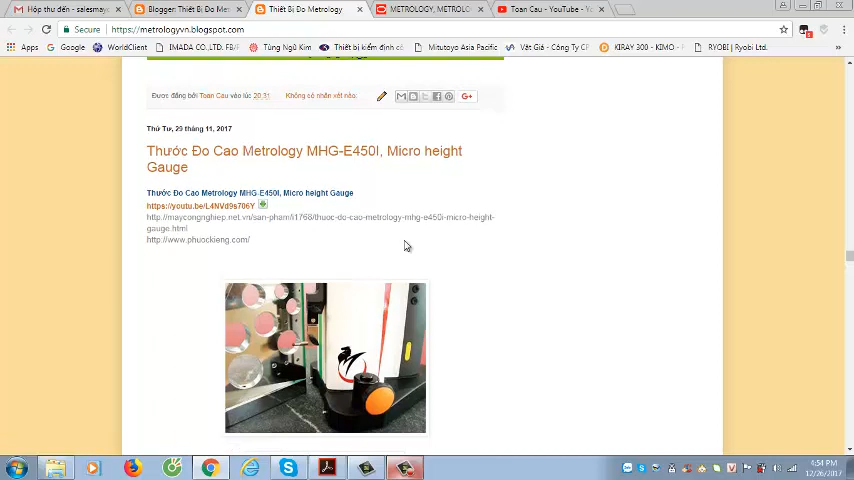 Hộp thư đến - salesmayc
Blogger: Thiết Bị Đo Me
Thiết Bị Đo Metrology
METROLOGY, METROLO
Toan Cau - YouTube - Yo
Secure
https://metrologyvn.blogspot.com
Apps
Google
WorldClient
IMADA CO.,LTD. FB/F
Tùng Ngũ Kim
Thiết bị kiểm định cô
Mitutoyo Asia Pacific
Vật Giá - Công Ty CP
KIRAY 300 - KIMO -
RYOBI | Ryobi Ltd.
Được đăng bởi Toan Cau vào lúc 20:31
Không có nhận xét nào:
Thứ Tư, 29 tháng 11, 2017
Thước Đo Cao Metrology MHG-E450I, Micro height
Gauge
Thước Đo Cao Metrology MHG-E450I, Micro height Gauge
https://youtu.be/L4NVd9s706Y
http://maycongnghiep.net.vn/san-pham/i1768/thuoc-do-cao-metrology-mhg-e450i-micro-height-
gauge.html
http://www.phuockieng.com/
4:54 PM
12/26/2017